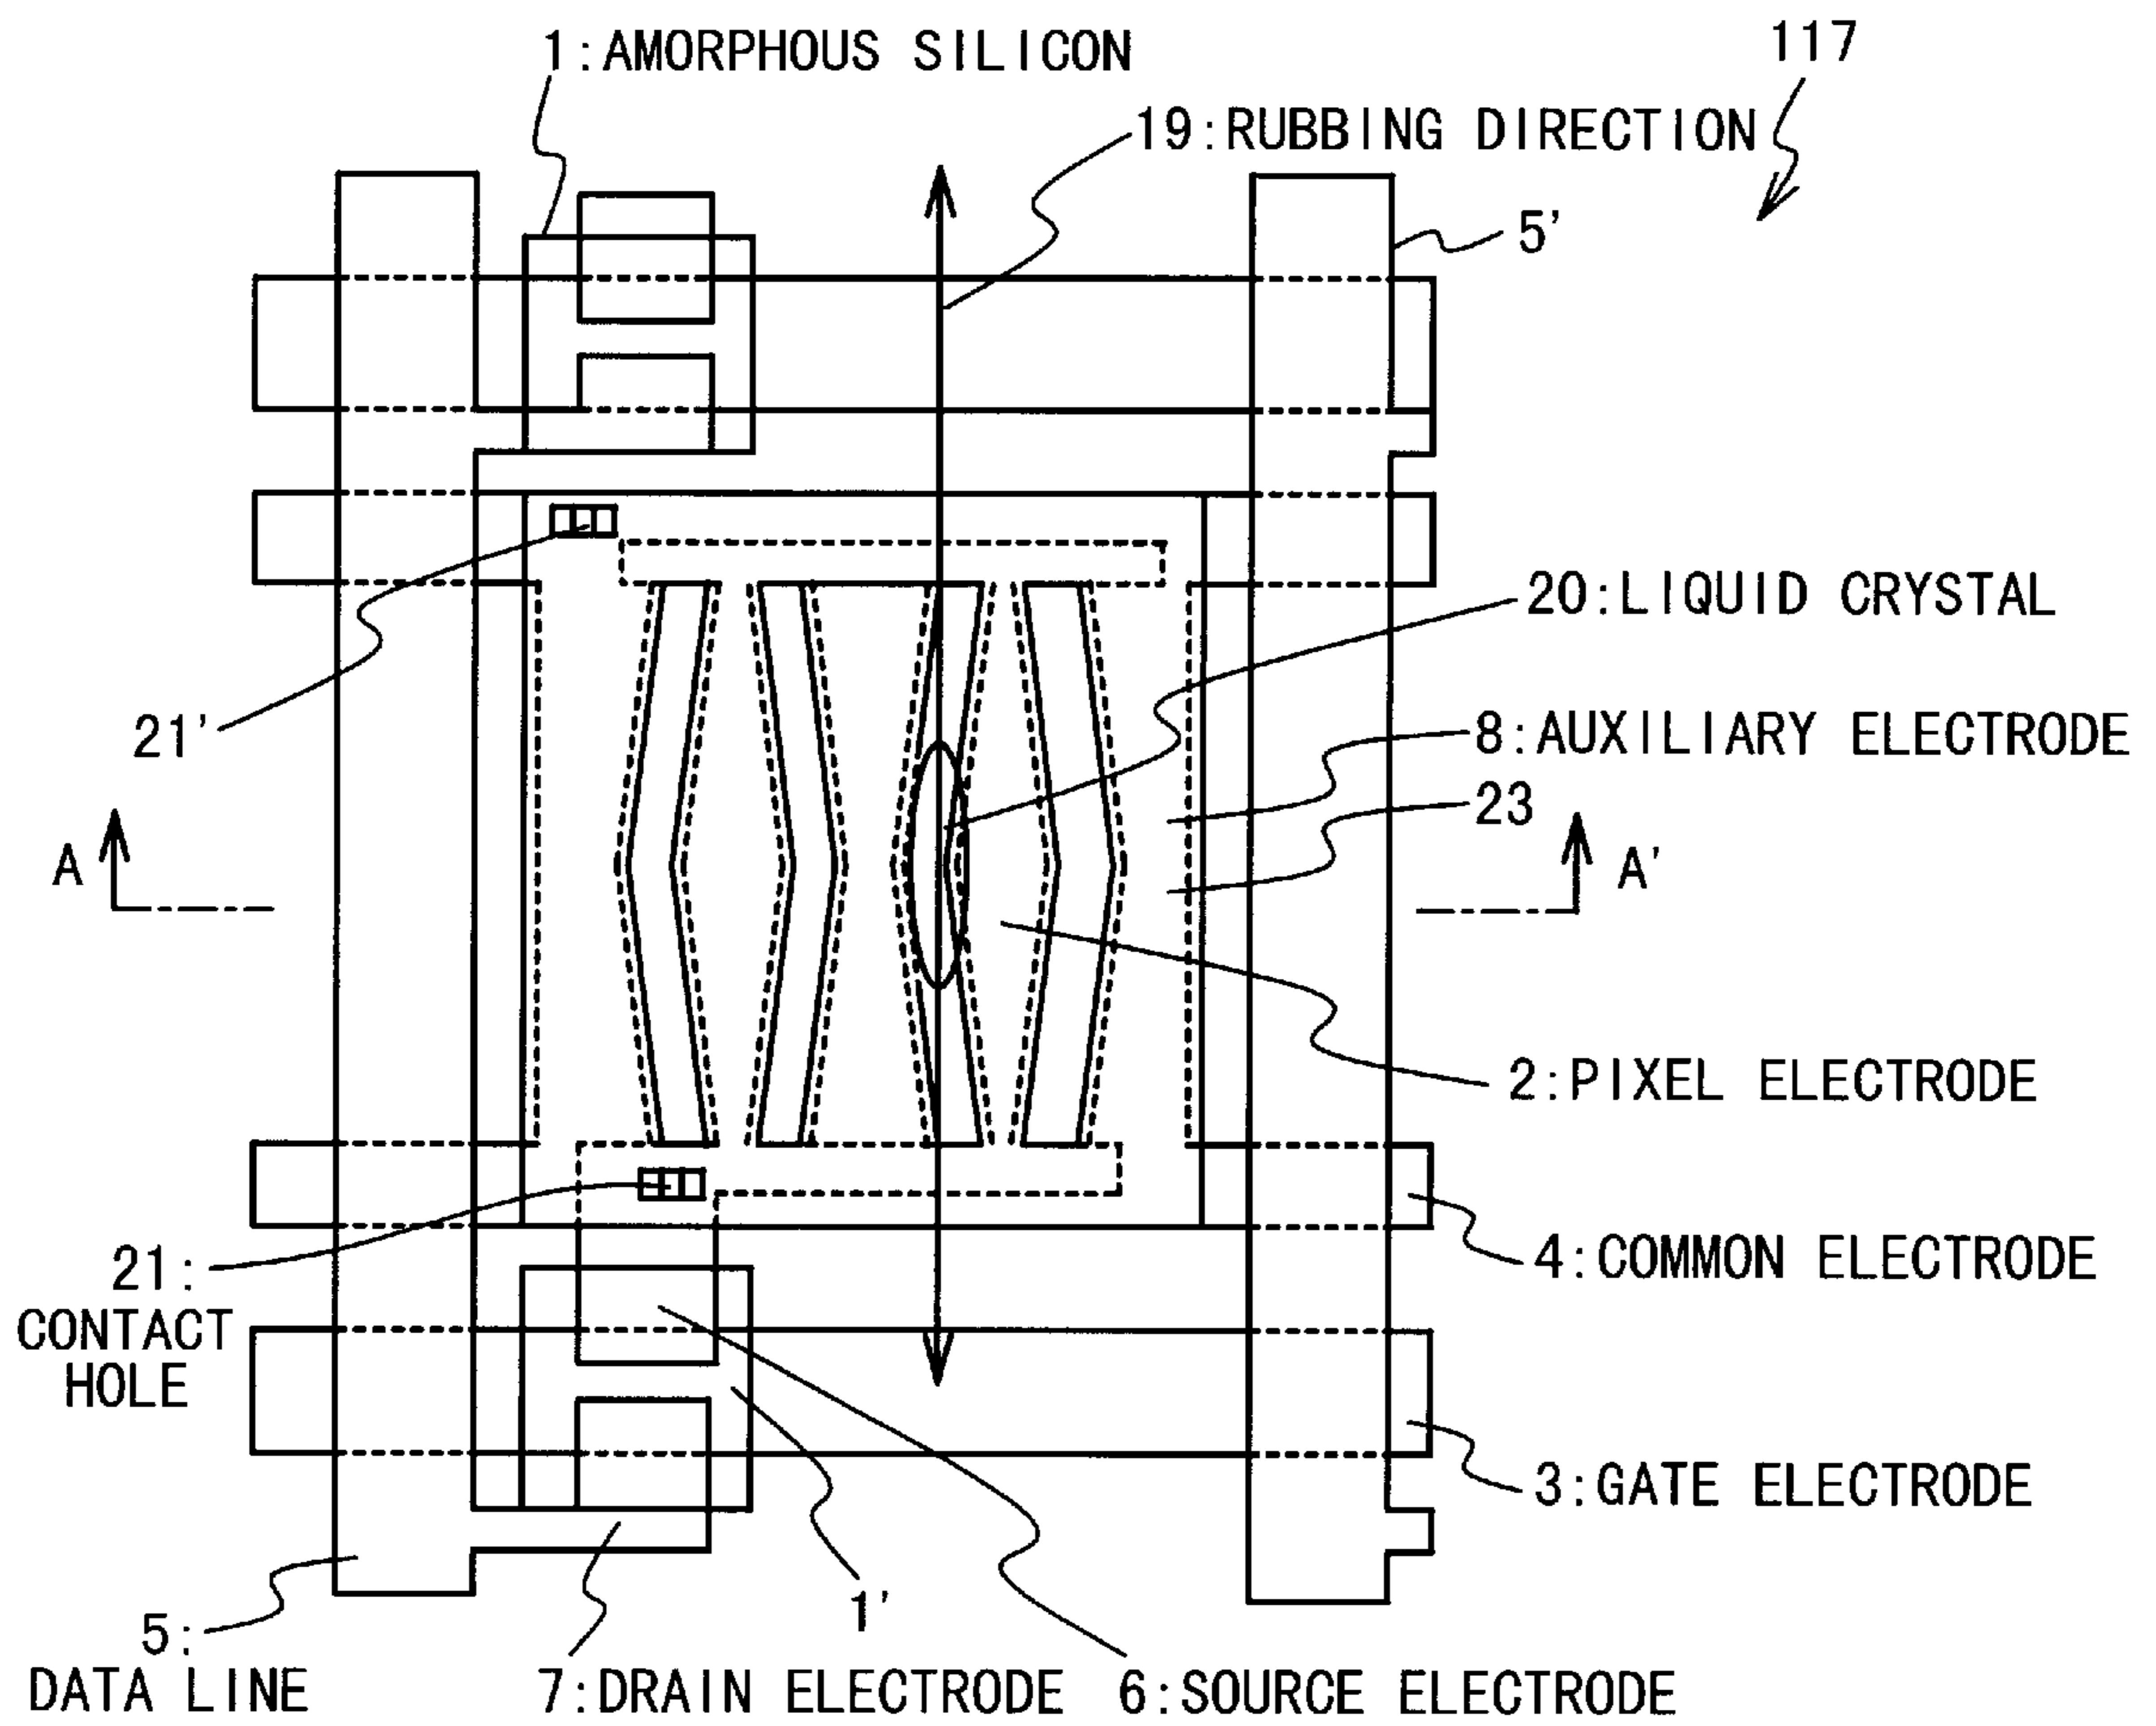 1:AMORPHOUS SILICON
117
19:RUBBING DIRECTION
5'
20:LIQUID CRYSTAL
21'
8:AUXILIARY ELECTRODE
23
A
A'
2:PIXEL ELECTRODE
21:
CONTACT
HOLE
4:COMMON ELECTRODE
3:GATE ELECTRODE
1'
5:
DATA LINE
7:DRAIN ELECTRODE
6:SOURCE ELECTRODE